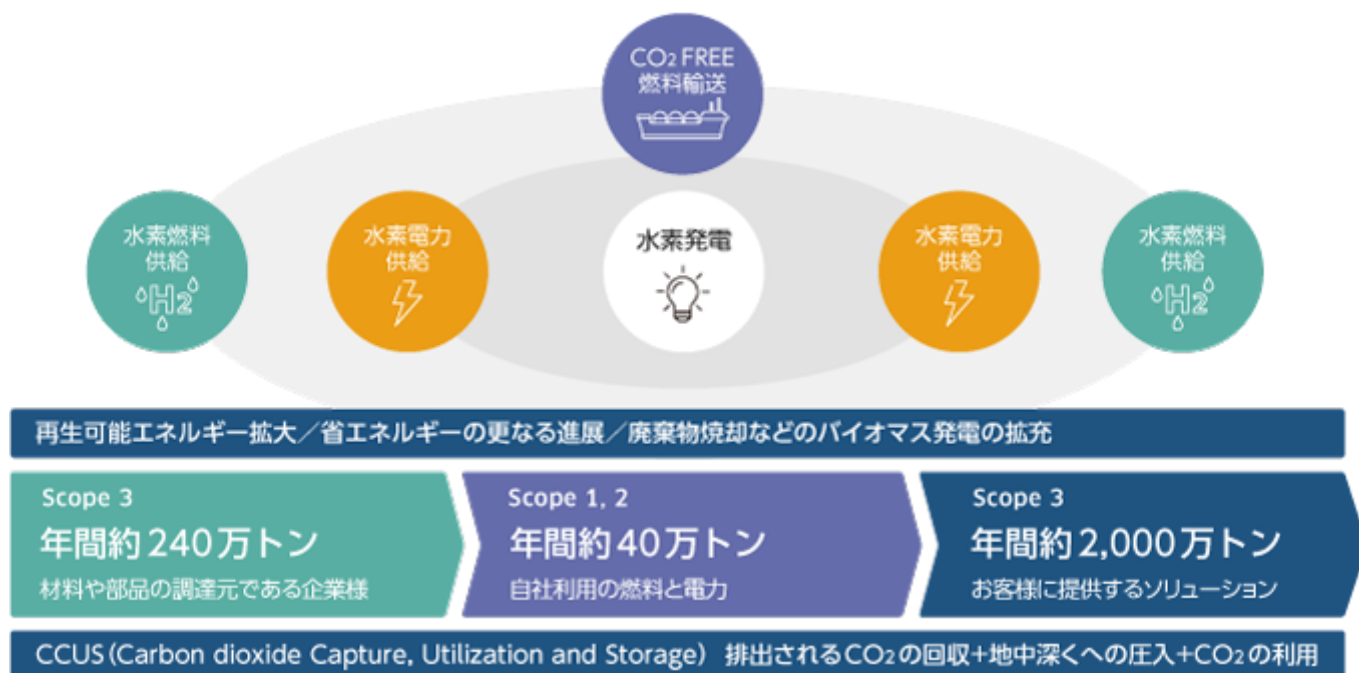 CO₂ FREE
燃料輸送
水素燃料
供給
H₂
水素電力
供給
水素発電
水素電力
供給
水素燃料
供給
H₂
再生可能エネルギー拡大／省エネルギーの更なる進展／廃棄物焼却などのバイオマス発電の拡充
Scope 3
年間約240万トン
材料や部品の調達元である企業様
Scope 1, 2
年間約40万トン
自社利用の燃料と電力
Scope 3
年間約2,000万トン
お客様に提供するソリューション
CCUS（Carbon dioxide Capture, Utilization and Storage） 排出されるCO₂の回収+地中深くへの圧入+CO₂の利用